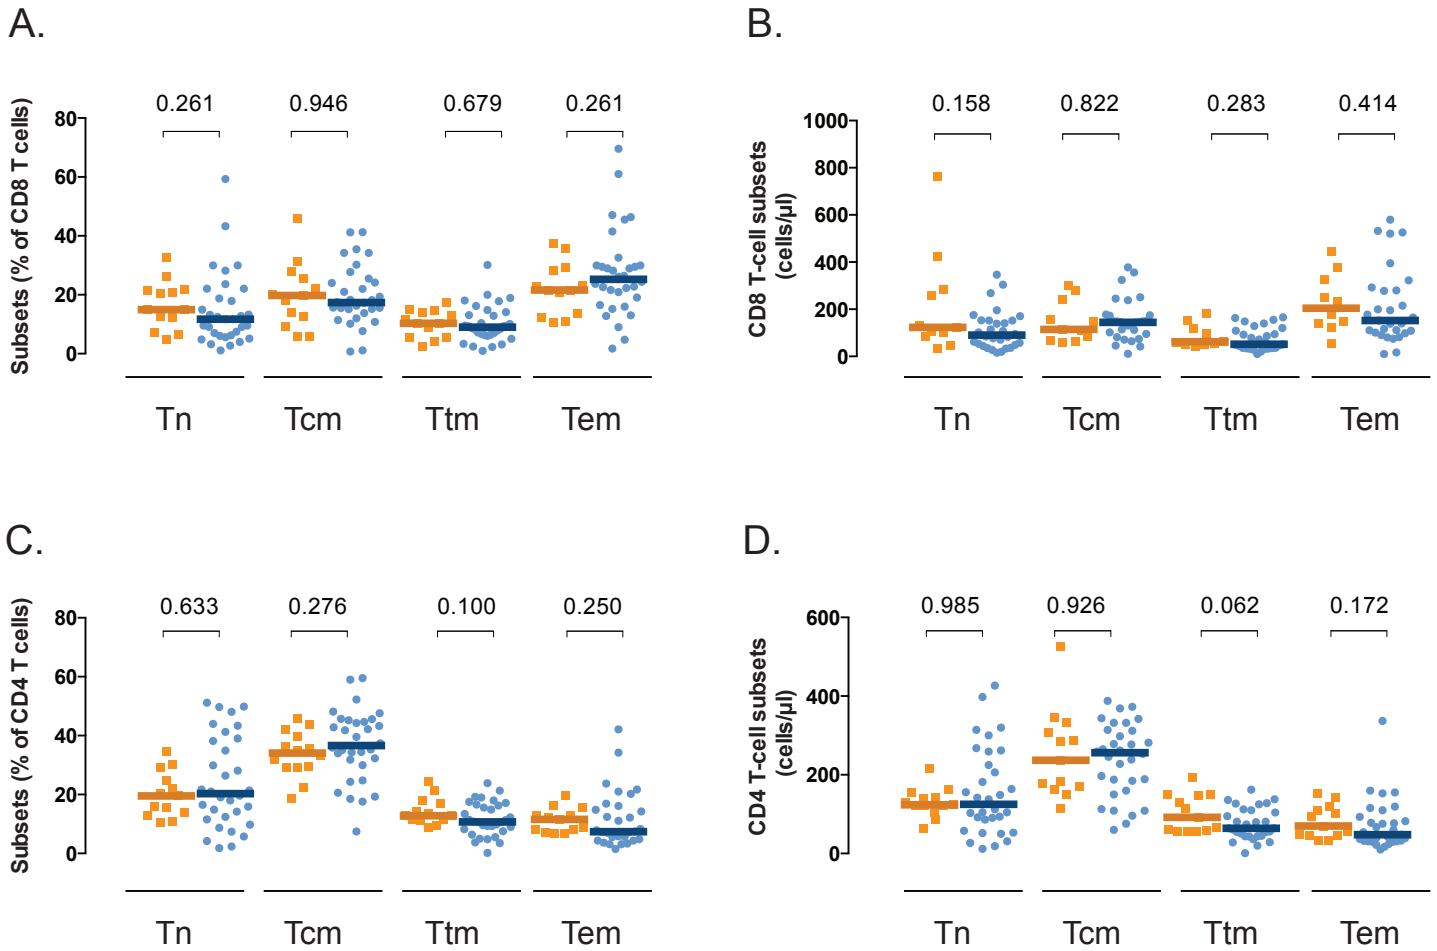 A.
Subsets (% of CD8 T cells)
80
60
40
20
0
0.261
0.946
0.679
0.261
Tn
Tcm
Ttm
Tem
B.
CD8 T-cell subsets
(cells/µl)
1000
800
600
400
200
0
0.158
0.822
0.283
0.414
Tn
Tcm
Ttm
Tem
C.
Subsets (% of CD4 T cells)
80
60
40
20
0
0.633
0.276
0.100
0.250
Tn
Tcm
Ttm
Tem
D.
CD4 T-cell subsets
(cells/µl)
600
400
200
0
0.985
0.926
0.062
0.172
Tn
Tcm
Ttm
Tem